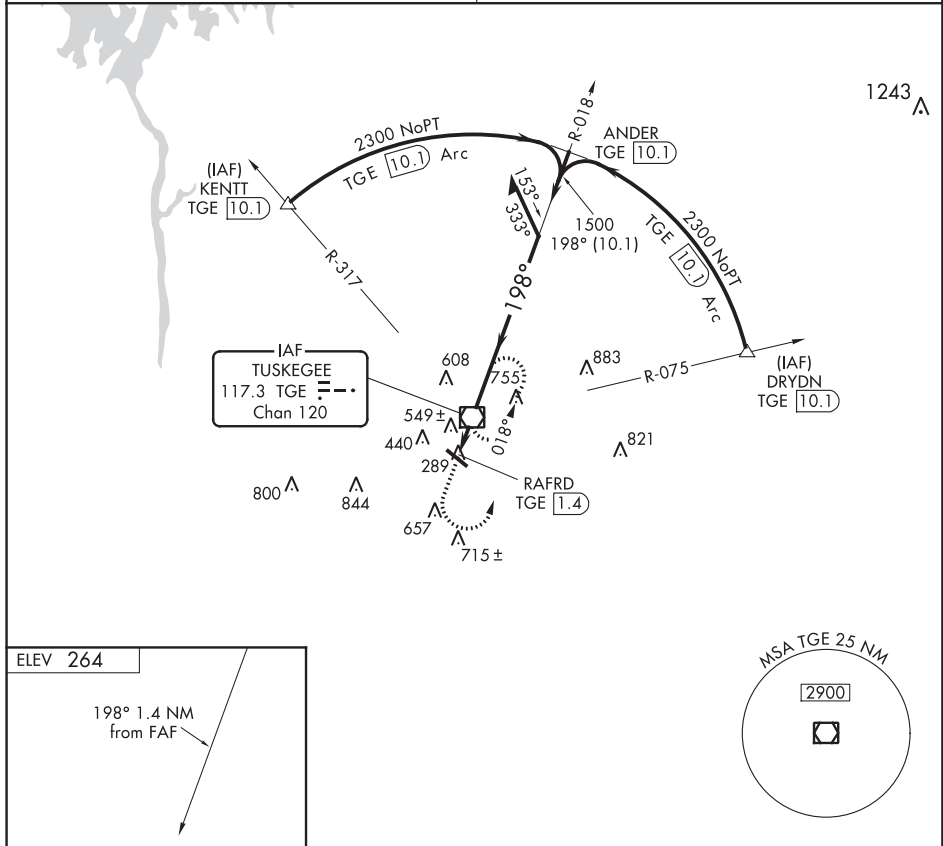 1243
2300 NoPT
TGE 10.1 Arc
R-018
ANDER
TGE 10.1
(IAF)
KENTT
TGE 10.1
153°
333°
1500
198° (10.1)
2300 NoPT
TGE 10.1 Arc
R-317
198°
IAF
TUSKEGEE
117.3 TGE
Chan 120
608
755
883
R-075
(IAF)
DRYDN
TGE 10.1
549±
018°
440
821
289
RAFRD
TGE 1.4
800
844
657
715±
ELEV 264
198° 1.4 NM
from FAF
MSA TGE 25 NM
2900